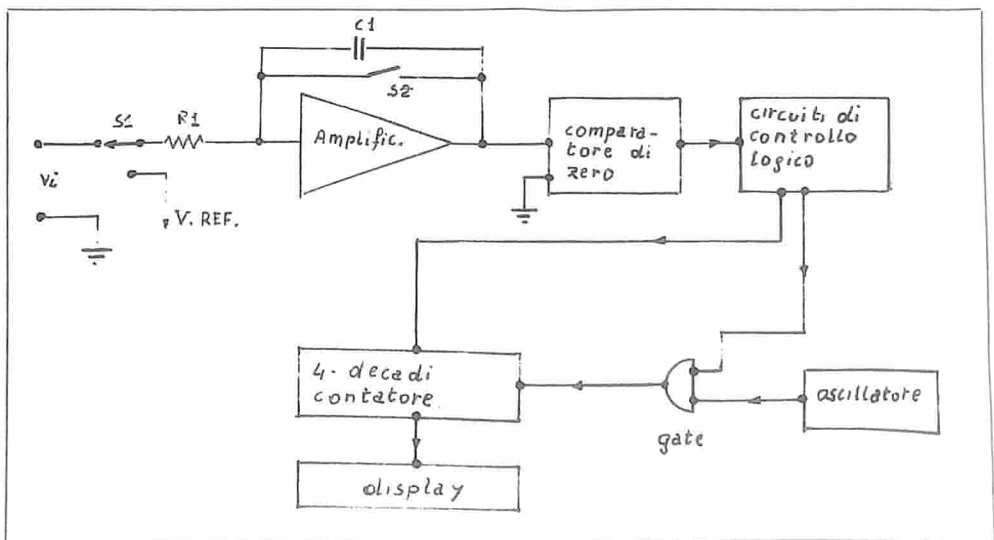 C1
S2
S1
R1
Amplific.
compara-
tore di
zero
circuiti di
controllo
logico
Vi
V. REF.
4- decadi
contatore
oscillatore
gate
display